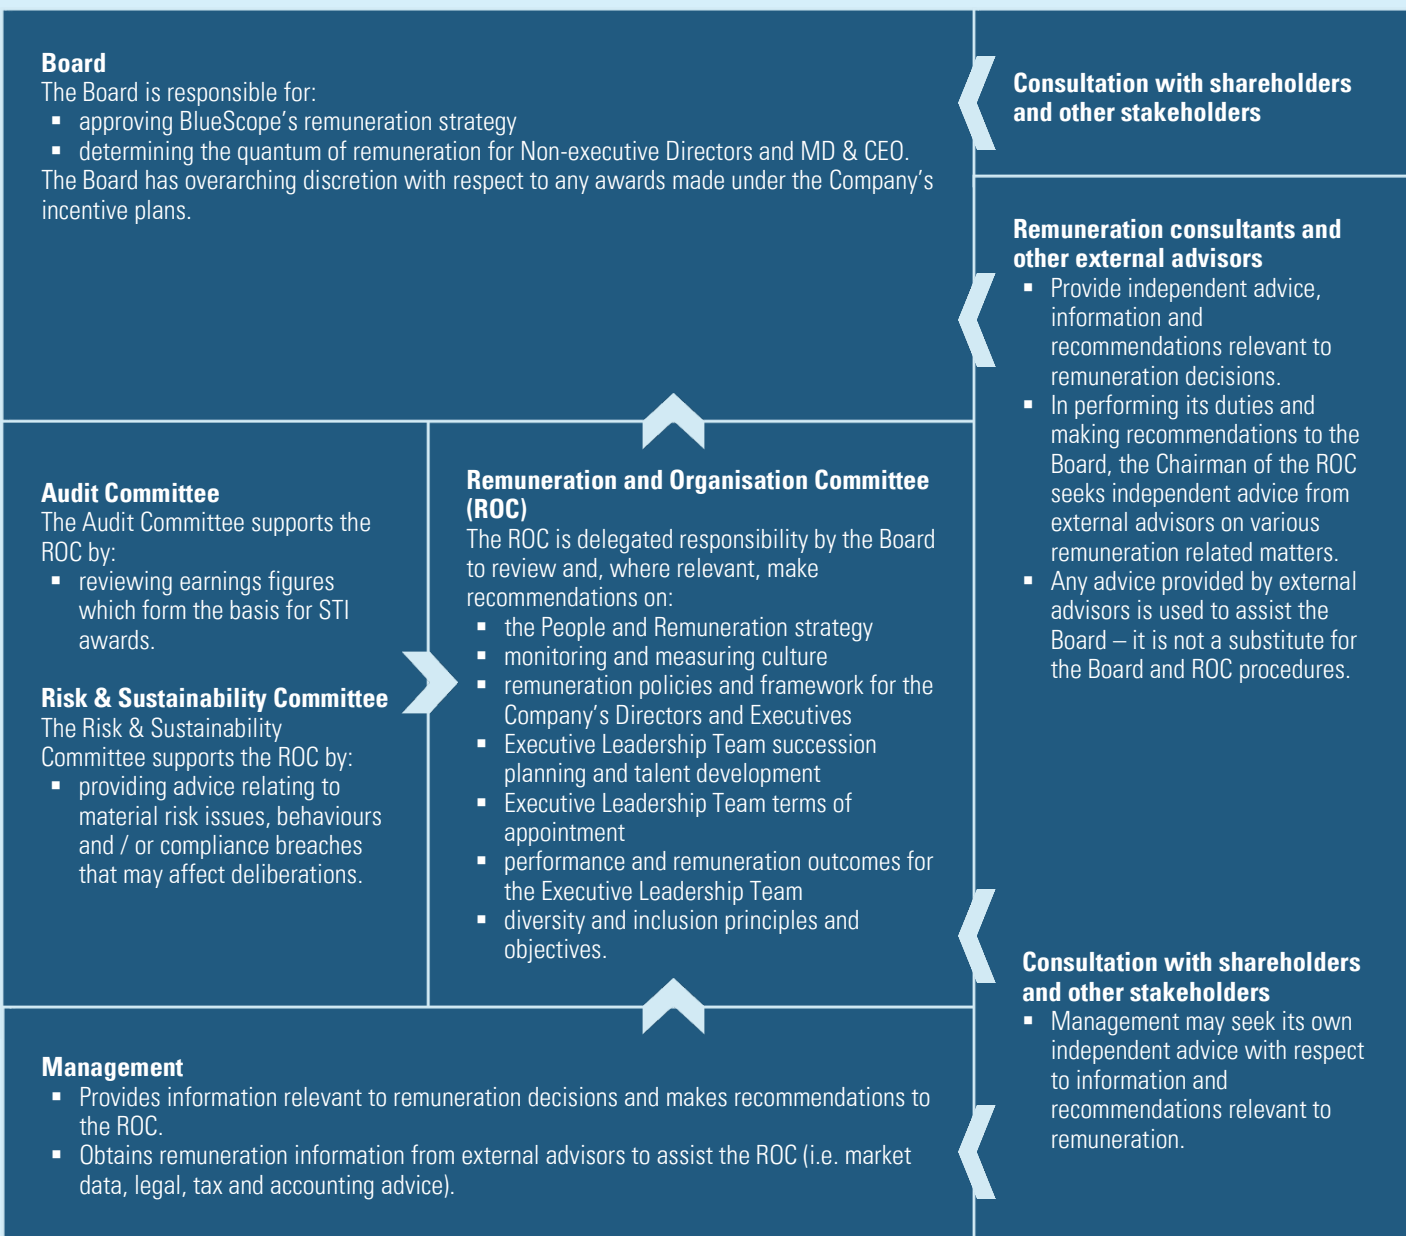 Board
The Board is responsible for:
▪ approving BlueScope's remuneration strategy
▪ determining the quantum of remuneration for Non-executive Directors and MD & CEO.
The Board has overarching discretion with respect to any awards made under the Company's
incentive plans.
Consultation with shareholders
and other stakeholders
Remuneration consultants and
other external advisors
▪ Provide independent advice,
information and
recommendations relevant to
remuneration decisions.
▪ In performing its duties and
making recommendations to the
Board, the Chairman of the ROC
seeks independent advice from
external advisors on various
remuneration related matters.
▪ Any advice provided by external
advisors is used to assist the
Board – it is not a substitute for
the Board and ROC procedures.
Audit Committee
The Audit Committee supports the
ROC by:
▪ reviewing earnings figures
which form the basis for STI
awards.
Risk & Sustainability Committee
The Risk & Sustainability
Committee supports the ROC by:
▪ providing advice relating to
material risk issues, behaviours
and / or compliance breaches
that may affect deliberations.
Remuneration and Organisation Committee
(ROC)
The ROC is delegated responsibility by the Board
to review and, where relevant, make
recommendations on:
▪ the People and Remuneration strategy
▪ monitoring and measuring culture
▪ remuneration policies and framework for the
Company's Directors and Executives
▪ Executive Leadership Team succession
planning and talent development
▪ Executive Leadership Team terms of
appointment
▪ performance and remuneration outcomes for
the Executive Leadership Team
▪ diversity and inclusion principles and
objectives.
Consultation with shareholders
and other stakeholders
▪ Management may seek its own
independent advice with respect
to information and
recommendations relevant to
remuneration.
Management
▪ Provides information relevant to remuneration decisions and makes recommendations to
the ROC.
▪ Obtains remuneration information from external advisors to assist the ROC (i.e. market
data, legal, tax and accounting advice).